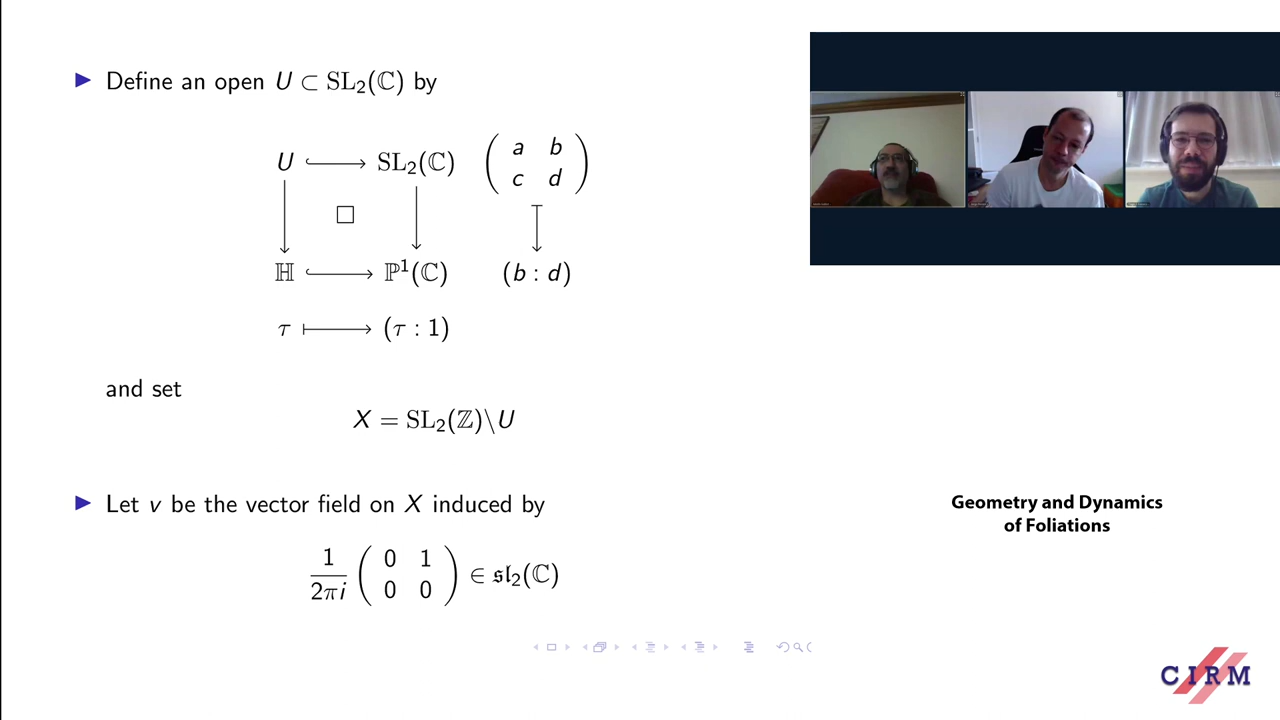 ▶ Define an open U ⊂ SL₂(ℂ) by
U ↪ SL₂(ℂ) ( a b
c d )
□
ℍ ↪ ℙ¹(ℂ) (b : d)
τ ⟼ (τ : 1)
and set
X = SL₂(ℤ)\U
▶ Let v be the vector field on X induced by
1/2πi ( 0 1
0 0 ) ∈ 𝔰𝔩₂(ℂ)
Geometry and Dynamics
of Foliations
CIRM